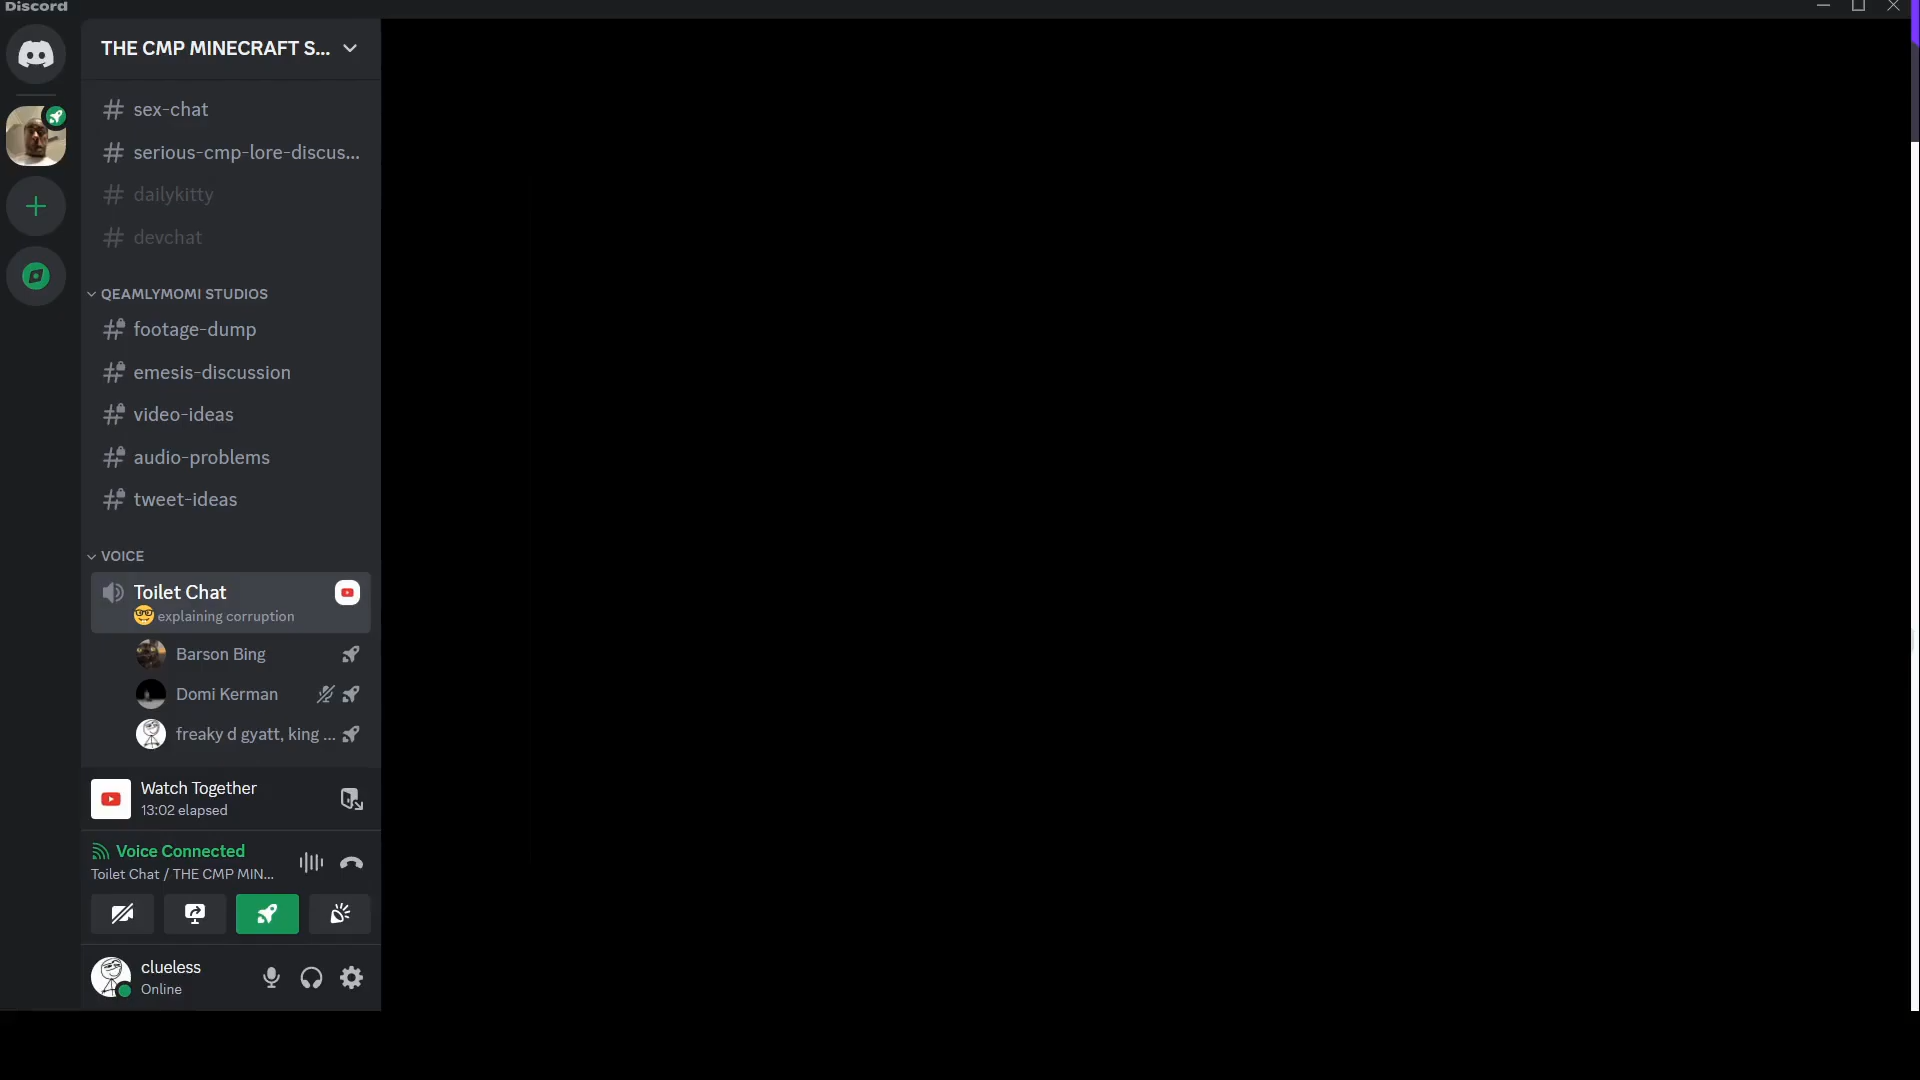 Discord
THE CMP MINECRAFT S...
sex-chat
serious-cmp-lore-discus...
dailykitty
devchat
QEAMLYMOMI STUDIOS
footage-dump
emesis-discussion
video-ideas
audio-problems
tweet-ideas
VOICE
Toilet Chat
🤓 explaining corruption
Barson Bing
Domi Kerman
freaky d gyatt, king ...
Watch Together
13:02 elapsed
Voice Connected
Toilet Chat / THE CMP MIN...
clueless
Online